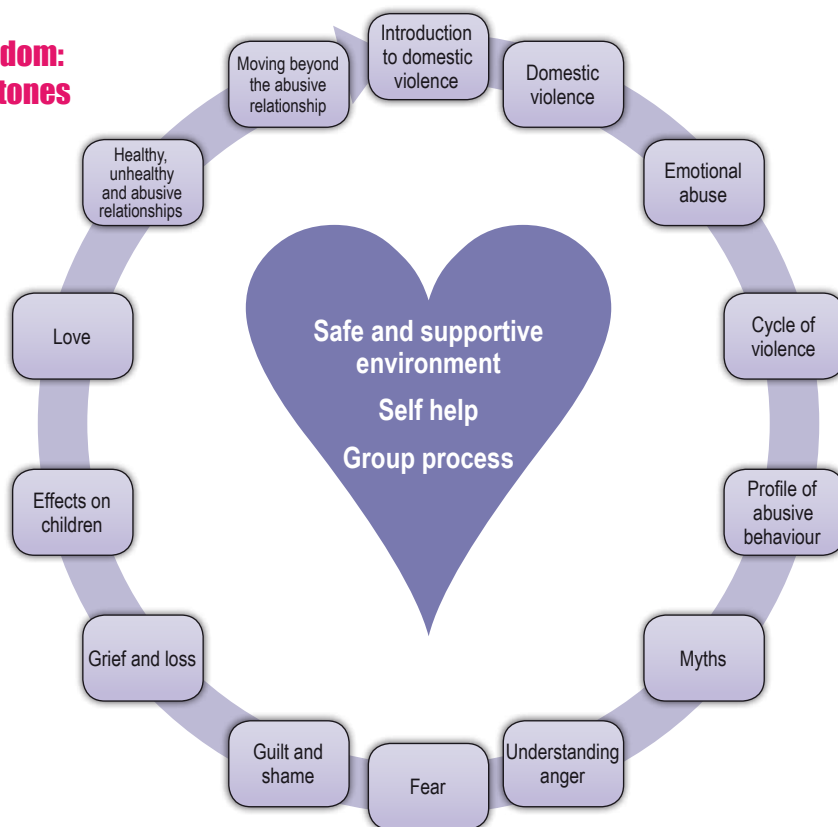 dom:
tones
Introduction
to domestic
violence
Domestic
violence
Emotional
abuse
Cycle of
violence
Profile of
abusive
behaviour
Myths
Understanding
anger
Fear
Guilt and
shame
Grief and loss
Effects on
children
Love
Healthy,
unhealthy
and abusive
relationships
Moving beyond
the abusive
relationship
Safe and supportive
environment
Self help
Group process